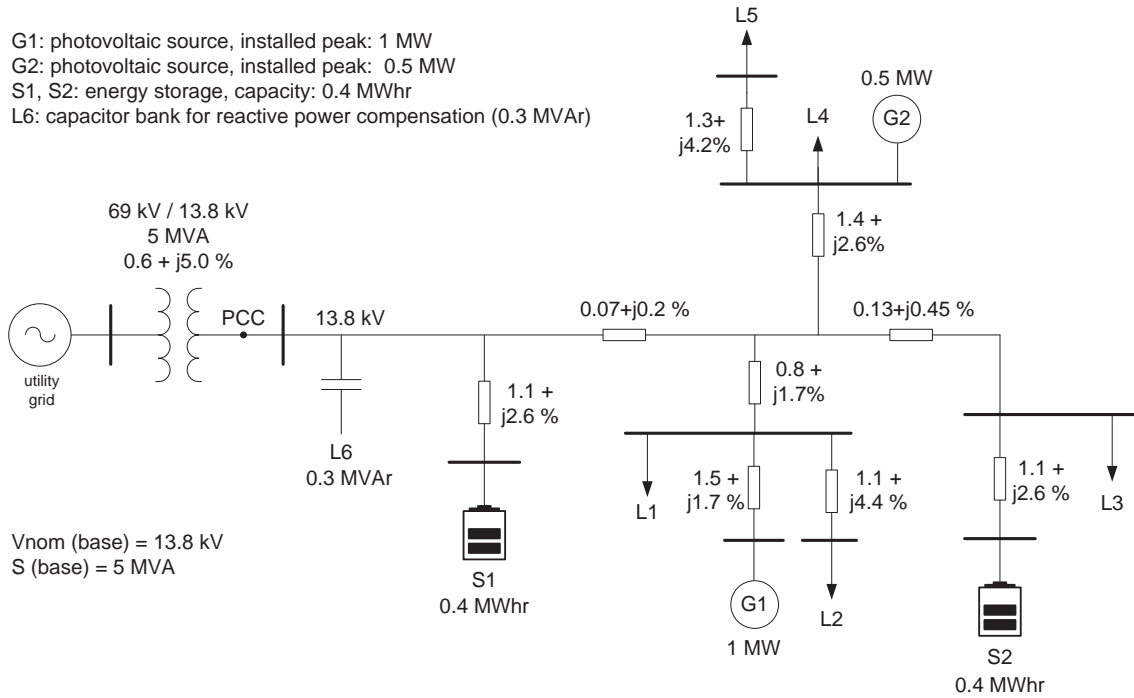 G1: photovoltaic source, installed peak: 1 MW
G2: photovoltaic source, installed peak: 0.5 MW
S1, S2: energy storage, capacity: 0.4 MWhr
L6: capacitor bank for reactive power compensation (0.3 MVAr)
L5
0.5 MW
1.3+
j4.2%
L4
G2
69 kV / 13.8 kV
5 MVA
0.6 + j5.0 %
1.4 +
j2.6%
PCC
13.8 kV
0.07+j0.2 %
0.13+j0.45 %
utility
grid
1.1 +
j2.6 %
0.8 +
j1.7%
L6
0.3 MVAr
L1
1.5 +
j1.7 %
1.1 +
j4.4 %
1.1 +
j2.6 %
L3
Vnom (base) = 13.8 kV
S (base) = 5 MVA
S1
0.4 MWhr
G1
1 MW
L2
S2
0.4 MWhr